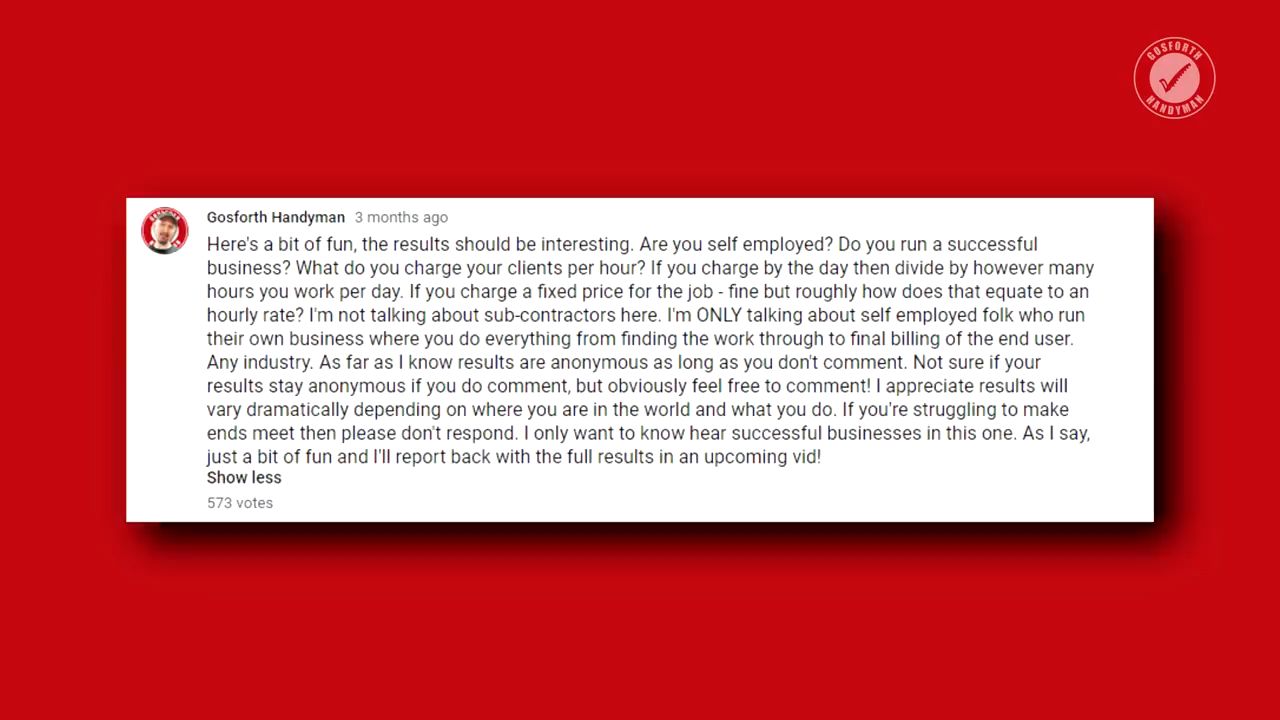 GOSFORTH
HANDYMAN
Gosforth Handyman 3 months ago
Here's a bit of fun, the results should be interesting. Are you self employed? Do you run a successful
business? What do you charge your clients per hour? If you charge by the day then divide by however many
hours you work per day. If you charge a fixed price for the job - fine but roughly how does that equate to an
hourly rate? I'm not talking about sub-contractors here. I'm ONLY talking about self employed folk who run
their own business where you do everything from finding the work through to final billing of the end user.
Any industry. As far as I know results are anonymous as long as you don't comment. Not sure if your
results stay anonymous if you do comment, but obviously feel free to comment! I appreciate results will
vary dramatically depending on where you are in the world and what you do. If you're struggling to make
ends meet then please don't respond. I only want to know hear successful businesses in this one. As I say,
just a bit of fun and I'll report back with the full results in an upcoming vid!
Show less
573 votes